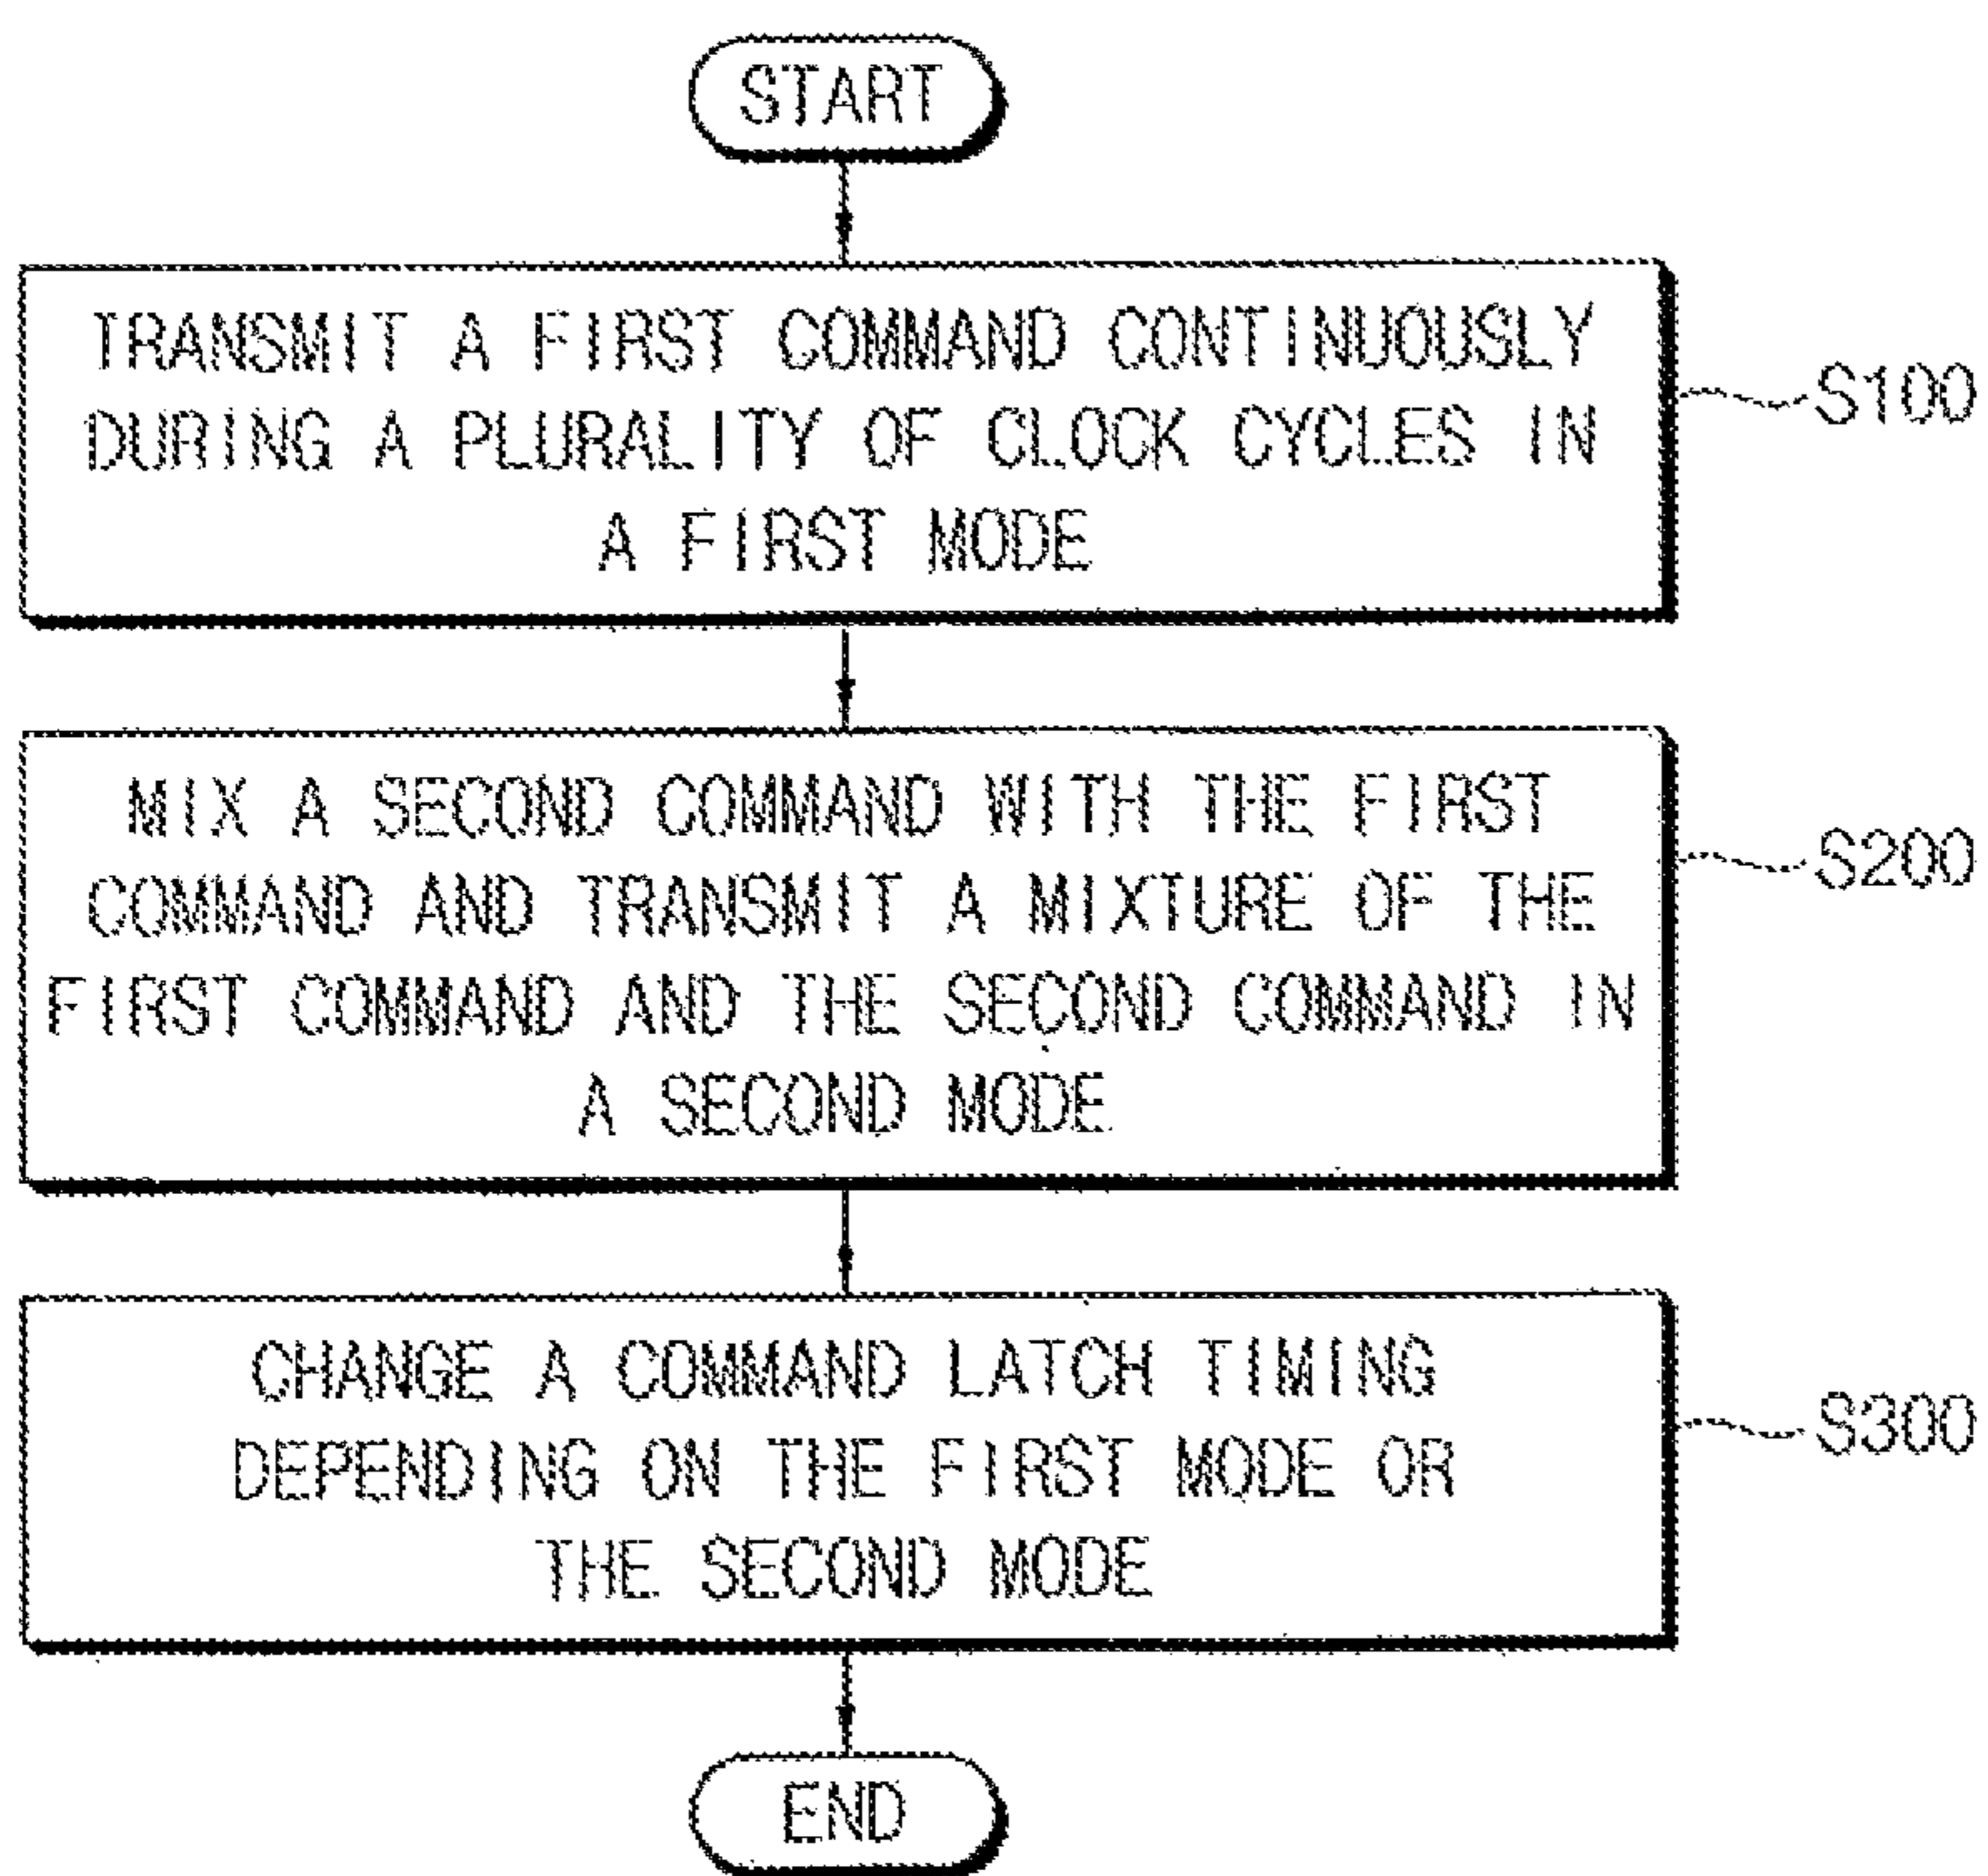 START
TRANSMIT A FIRST COMMAND CONTINUOUSLY
DURING A PLURALITY OF CLOCK CYCLES IN
A FIRST MODE
S100
MIX A SECOND COMMAND WITH THE FIRST
COMMAND AND TRANSMIT A MIXTURE OF THE
FIRST COMMAND AND THE SECOND COMMAND IN
A SECOND MODE
S200
CHANGE A COMMAND LATCH TIMING
DEPENDING ON THE FIRST MODE OR
THE SECOND MODE
S300
END